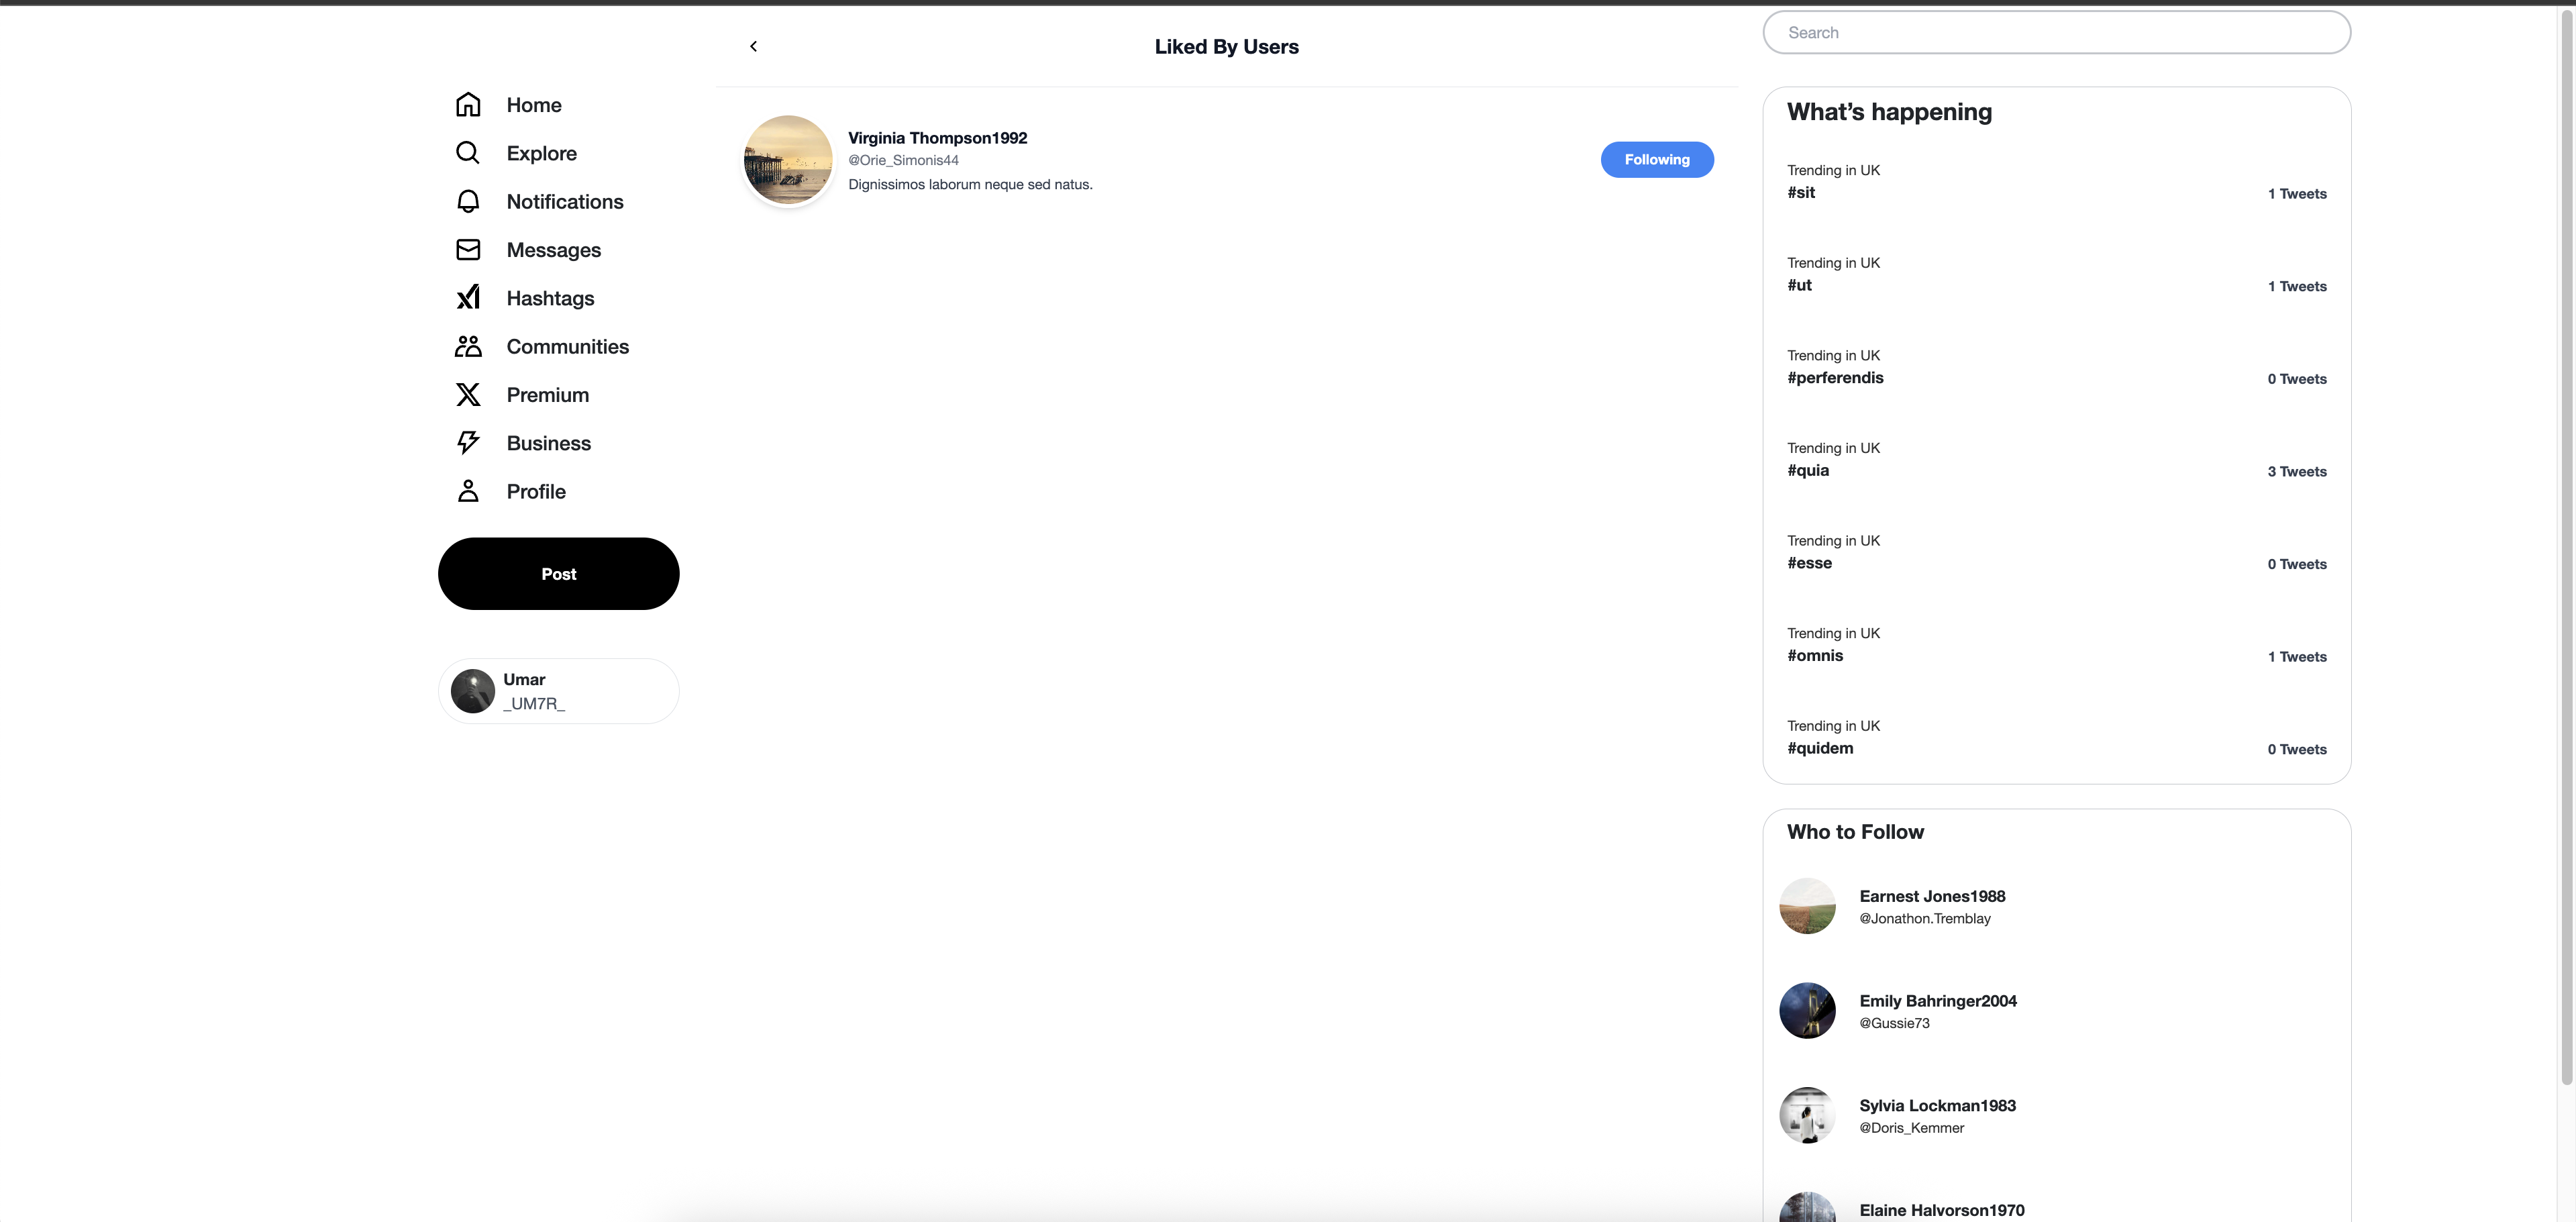 Liked By Users
Home
Explore
Notifications
Messages
Hashtags
Communities
Premium
Business
Profile
Post
Umar
_UM7R_
Virginia Thompson1992
@Orie_Simonis44
Dignissimos laborum neque sed natus.
Following
Search
What’s happening
Trending in UK
#sit
1 Tweets
Trending in UK
#ut
1 Tweets
Trending in UK
#perferendis
0 Tweets
Trending in UK
#quia
3 Tweets
Trending in UK
#esse
0 Tweets
Trending in UK
#omnis
1 Tweets
Trending in UK
#quidem
0 Tweets
Who to Follow
Earnest Jones1988
@Jonathon.Tremblay
Emily Bahringer2004
@Gussie73
Sylvia Lockman1983
@Doris_Kemmer
Elaine Halvorson1970